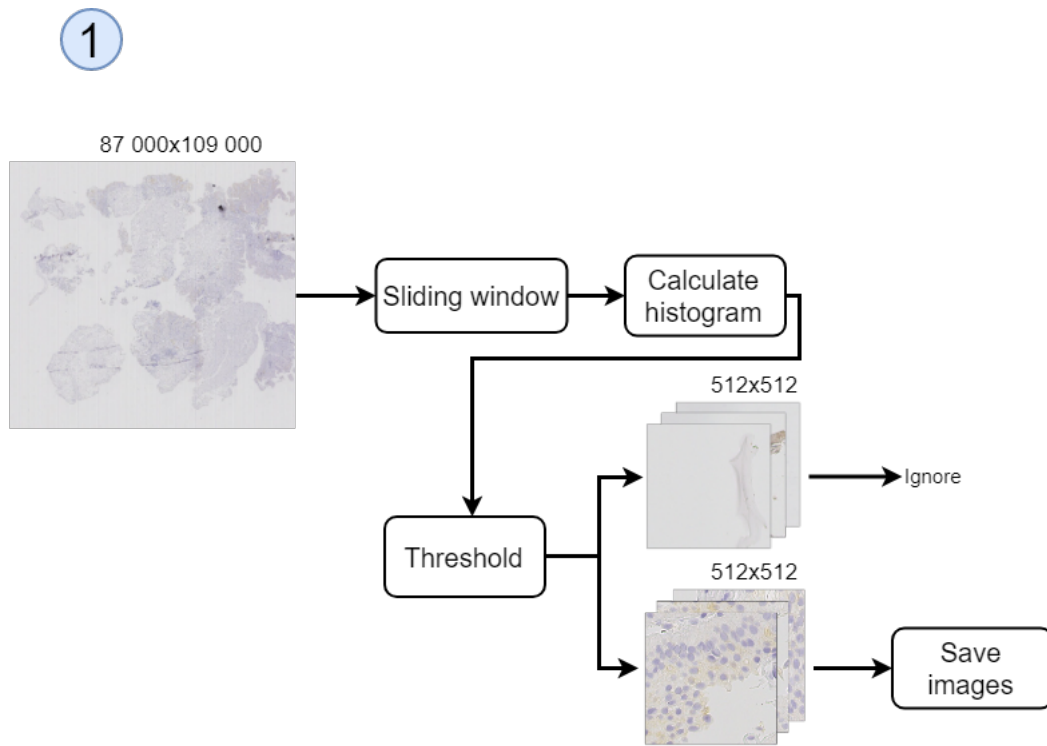 1
87 000x109 000
Sliding window
Calculate
histogram
512x512
Ignore
Threshold
512x512
Save
images